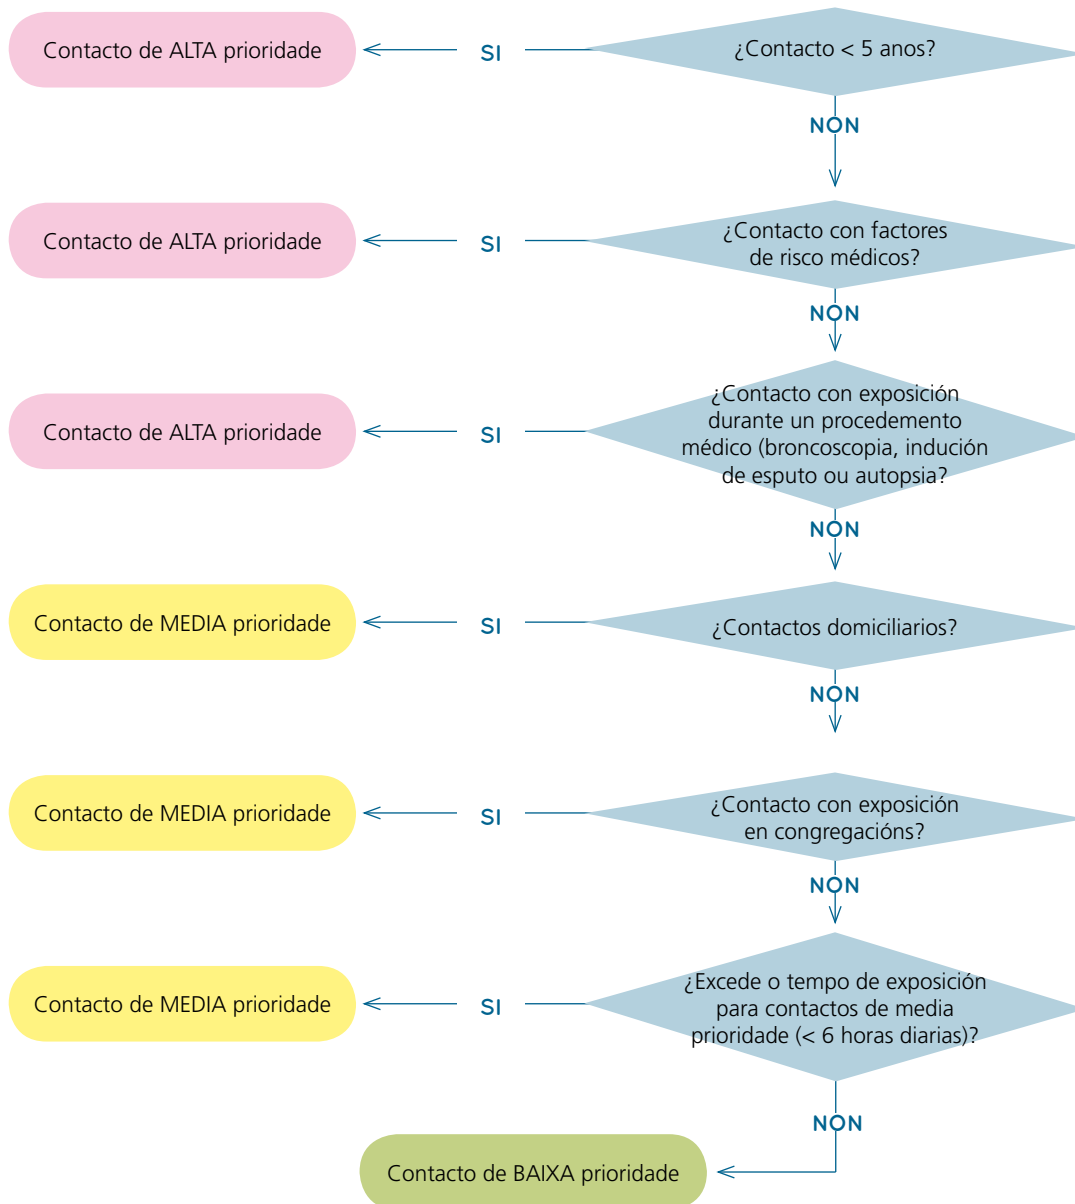 Contacto de ALTA prioridade
SI
¿Contacto < 5 anos?
NON
Contacto de ALTA prioridade
SI
¿Contacto con factores
de risco médicos?
NON
Contacto de ALTA prioridade
SI
¿Contacto con exposición
durante un procedemento
médico (broncoscopia, indución
de esputo ou autopsia?
NON
Contacto de MEDIA prioridade
SI
¿Contactos domiciliarios?
NON
Contacto de MEDIA prioridade
SI
¿Contacto con exposición
en congregacións?
NON
Contacto de MEDIA prioridade
SI
¿Excede o tempo de exposición
para contactos de media
prioridade (< 6 horas diarias)?
NON
Contacto de BAIXA prioridade